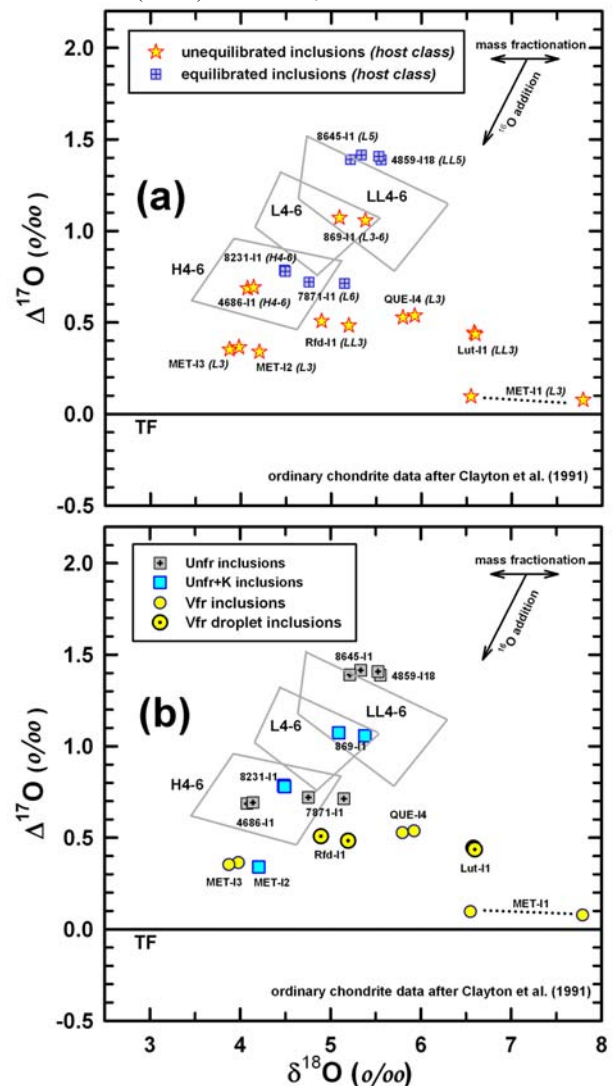 2.0
1.5
1.0
0.5
0.0
-0.5
Δ17O (o/oo)
unequilibrated inclusions (host class)
equilibrated inclusions (host class)
mass fractionation
16O addition
8645-I1 (L5)
4859-I18 (LL5)
(a)
LL4-6
L4-6
869-I1 (L3-6)
8231-I1 (H4-6)
H4-6
4686-I1 (H4-6)
7871-I1 (L6)
QUE-I4 (L3)
Rfd-I1 (LL3)
Lut-I1 (LL3)
MET-I3 (L3)
MET-I2 (L3)
MET-I1 (L3)
TF
ordinary chondrite data after Clayton et al. (1991)
2.0
1.5
1.0
0.5
0.0
-0.5
Δ17O (o/oo)
Unfr inclusions
Unfr+K inclusions
Vfr inclusions
Vfr droplet inclusions
mass fractionation
16O addition
8645-I1
4859-I18
(b)
LL4-6
L4-6
869-I1
H4-6
8231-I1
4686-I1
7871-I1
QUE-I4
Rfd-I1
Lut-I1
MET-I3
MET-I2
MET-I1
TF
ordinary chondrite data after Clayton et al. (1991)
3 4 5 6 7 8
δ18O (o/oo)